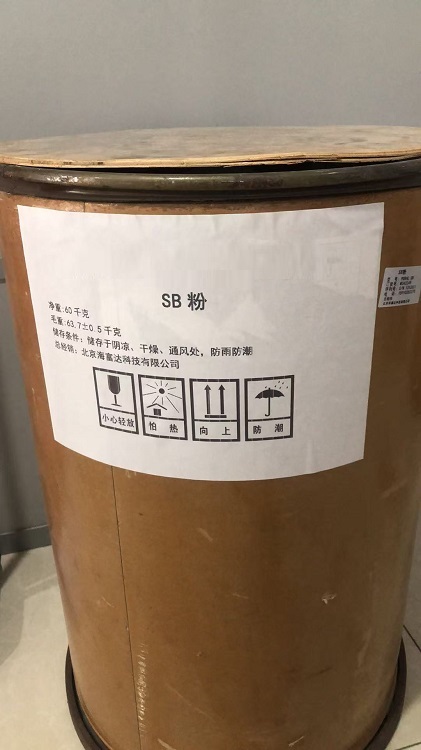 SB 粉
净重:60千克
毛重:63.7±0.5千克
储存条件: 储存于阴凉、干燥、通风处，防雨防潮
总经销: 北京海富达科技有限公司
小心轻放 怕热 向上 防潮